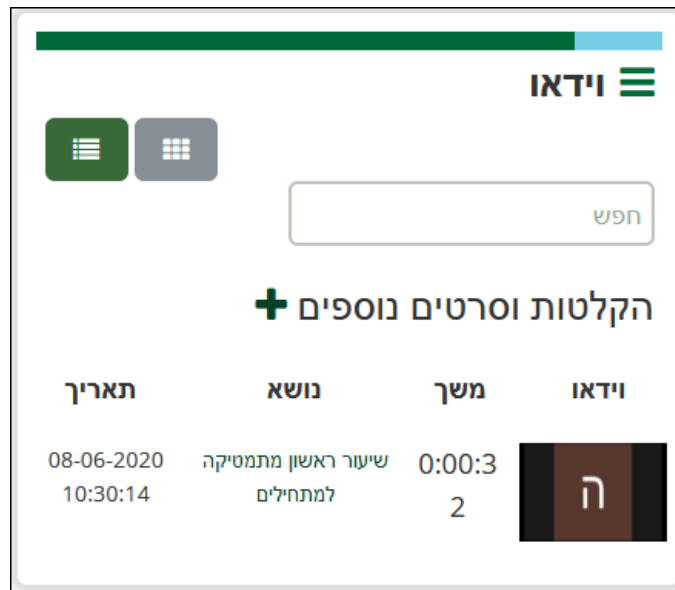 וידאו
חפש
הקלטות וסרטים נוספים
וידאו משך נושא תאריך
ה 0:00:3 שיעור ראשון מתמטיקה 08-06-2020
2 למתחילים 10:30:14